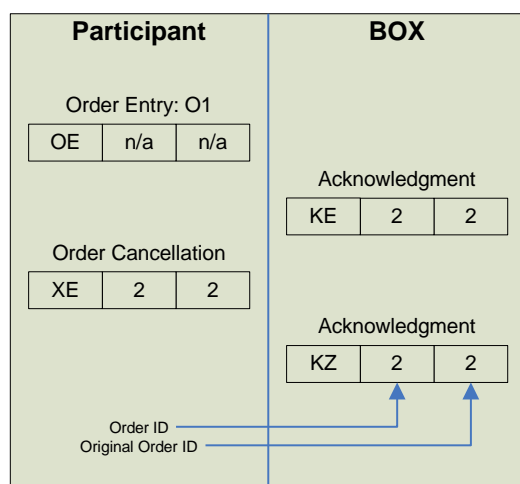 Participant BOX
Order Entry: O1
OE n/a n/a
Acknowledgment
KE 2 2
Order Cancellation
XE 2 2
Acknowledgment
KZ 2 2
Order ID
Original Order ID